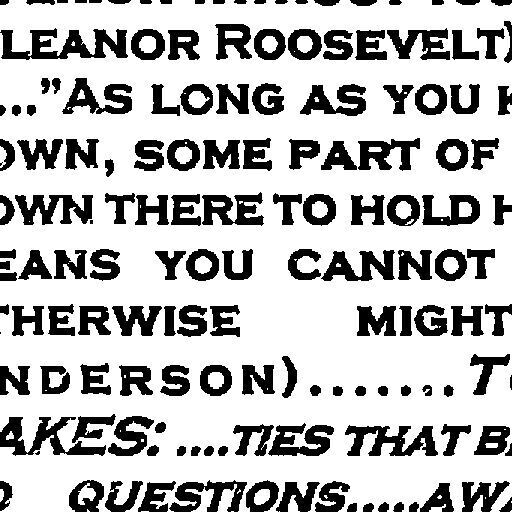 LEANOR ROOSEVELT)
..."AS LONG AS YOU K
OWN, SOME PART OF
OWN THERE TO HOLD H
EANS YOU CANNOT
THERWISE MIGHT
NDERSON).......T
AKES: ....TIES THAT B
QUESTIONS.....AWA